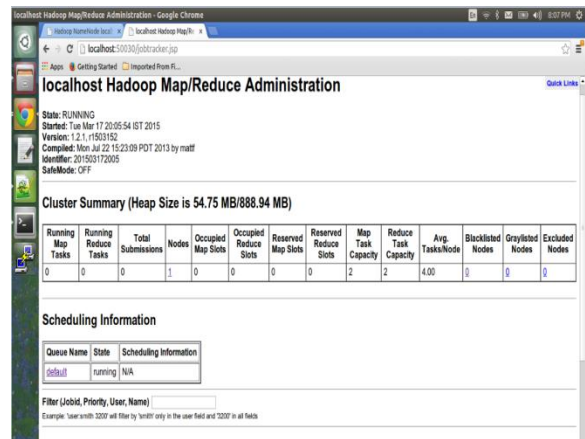 localhost Hadoop Map/Reduce Administration - Google Chrome
En 8:07 PM
Hadoop NameNode local x localhost Hadoop Map/Re x
localhost:50030/jobtracker.jsp
Apps Getting Started Imported From Fi...
localhost Hadoop Map/Reduce Administration
Quick Links
State: RUNNING
Started: Tue Mar 17 20:05:54 IST 2015
Version: 1.2.1, r1503152
Compiled: Mon Jul 22 15:23:09 PDT 2013 by mattf
Identifier: 201503172005
SafeMode: OFF
Cluster Summary (Heap Size is 54.75 MB/888.94 MB)
Running Map Tasks Running Reduce Tasks Total Submissions Nodes Occupied Map Slots Occupied Reduce Slots Reserved Map Slots Reserved Reduce Slots Map Task Capacity Reduce Task Capacity Avg. Tasks/Node Blacklisted Nodes Graylisted Nodes Excluded Nodes
0 0 0 1 0 0 0 0 2 2 4.00 0 0 0
Scheduling Information
Queue Name State Scheduling Information
default running N/A
Filter (Jobid, Priority, User, Name)
Example: 'user:smith 3200' will filter by 'smith' only in the user field and '3200' in all fields